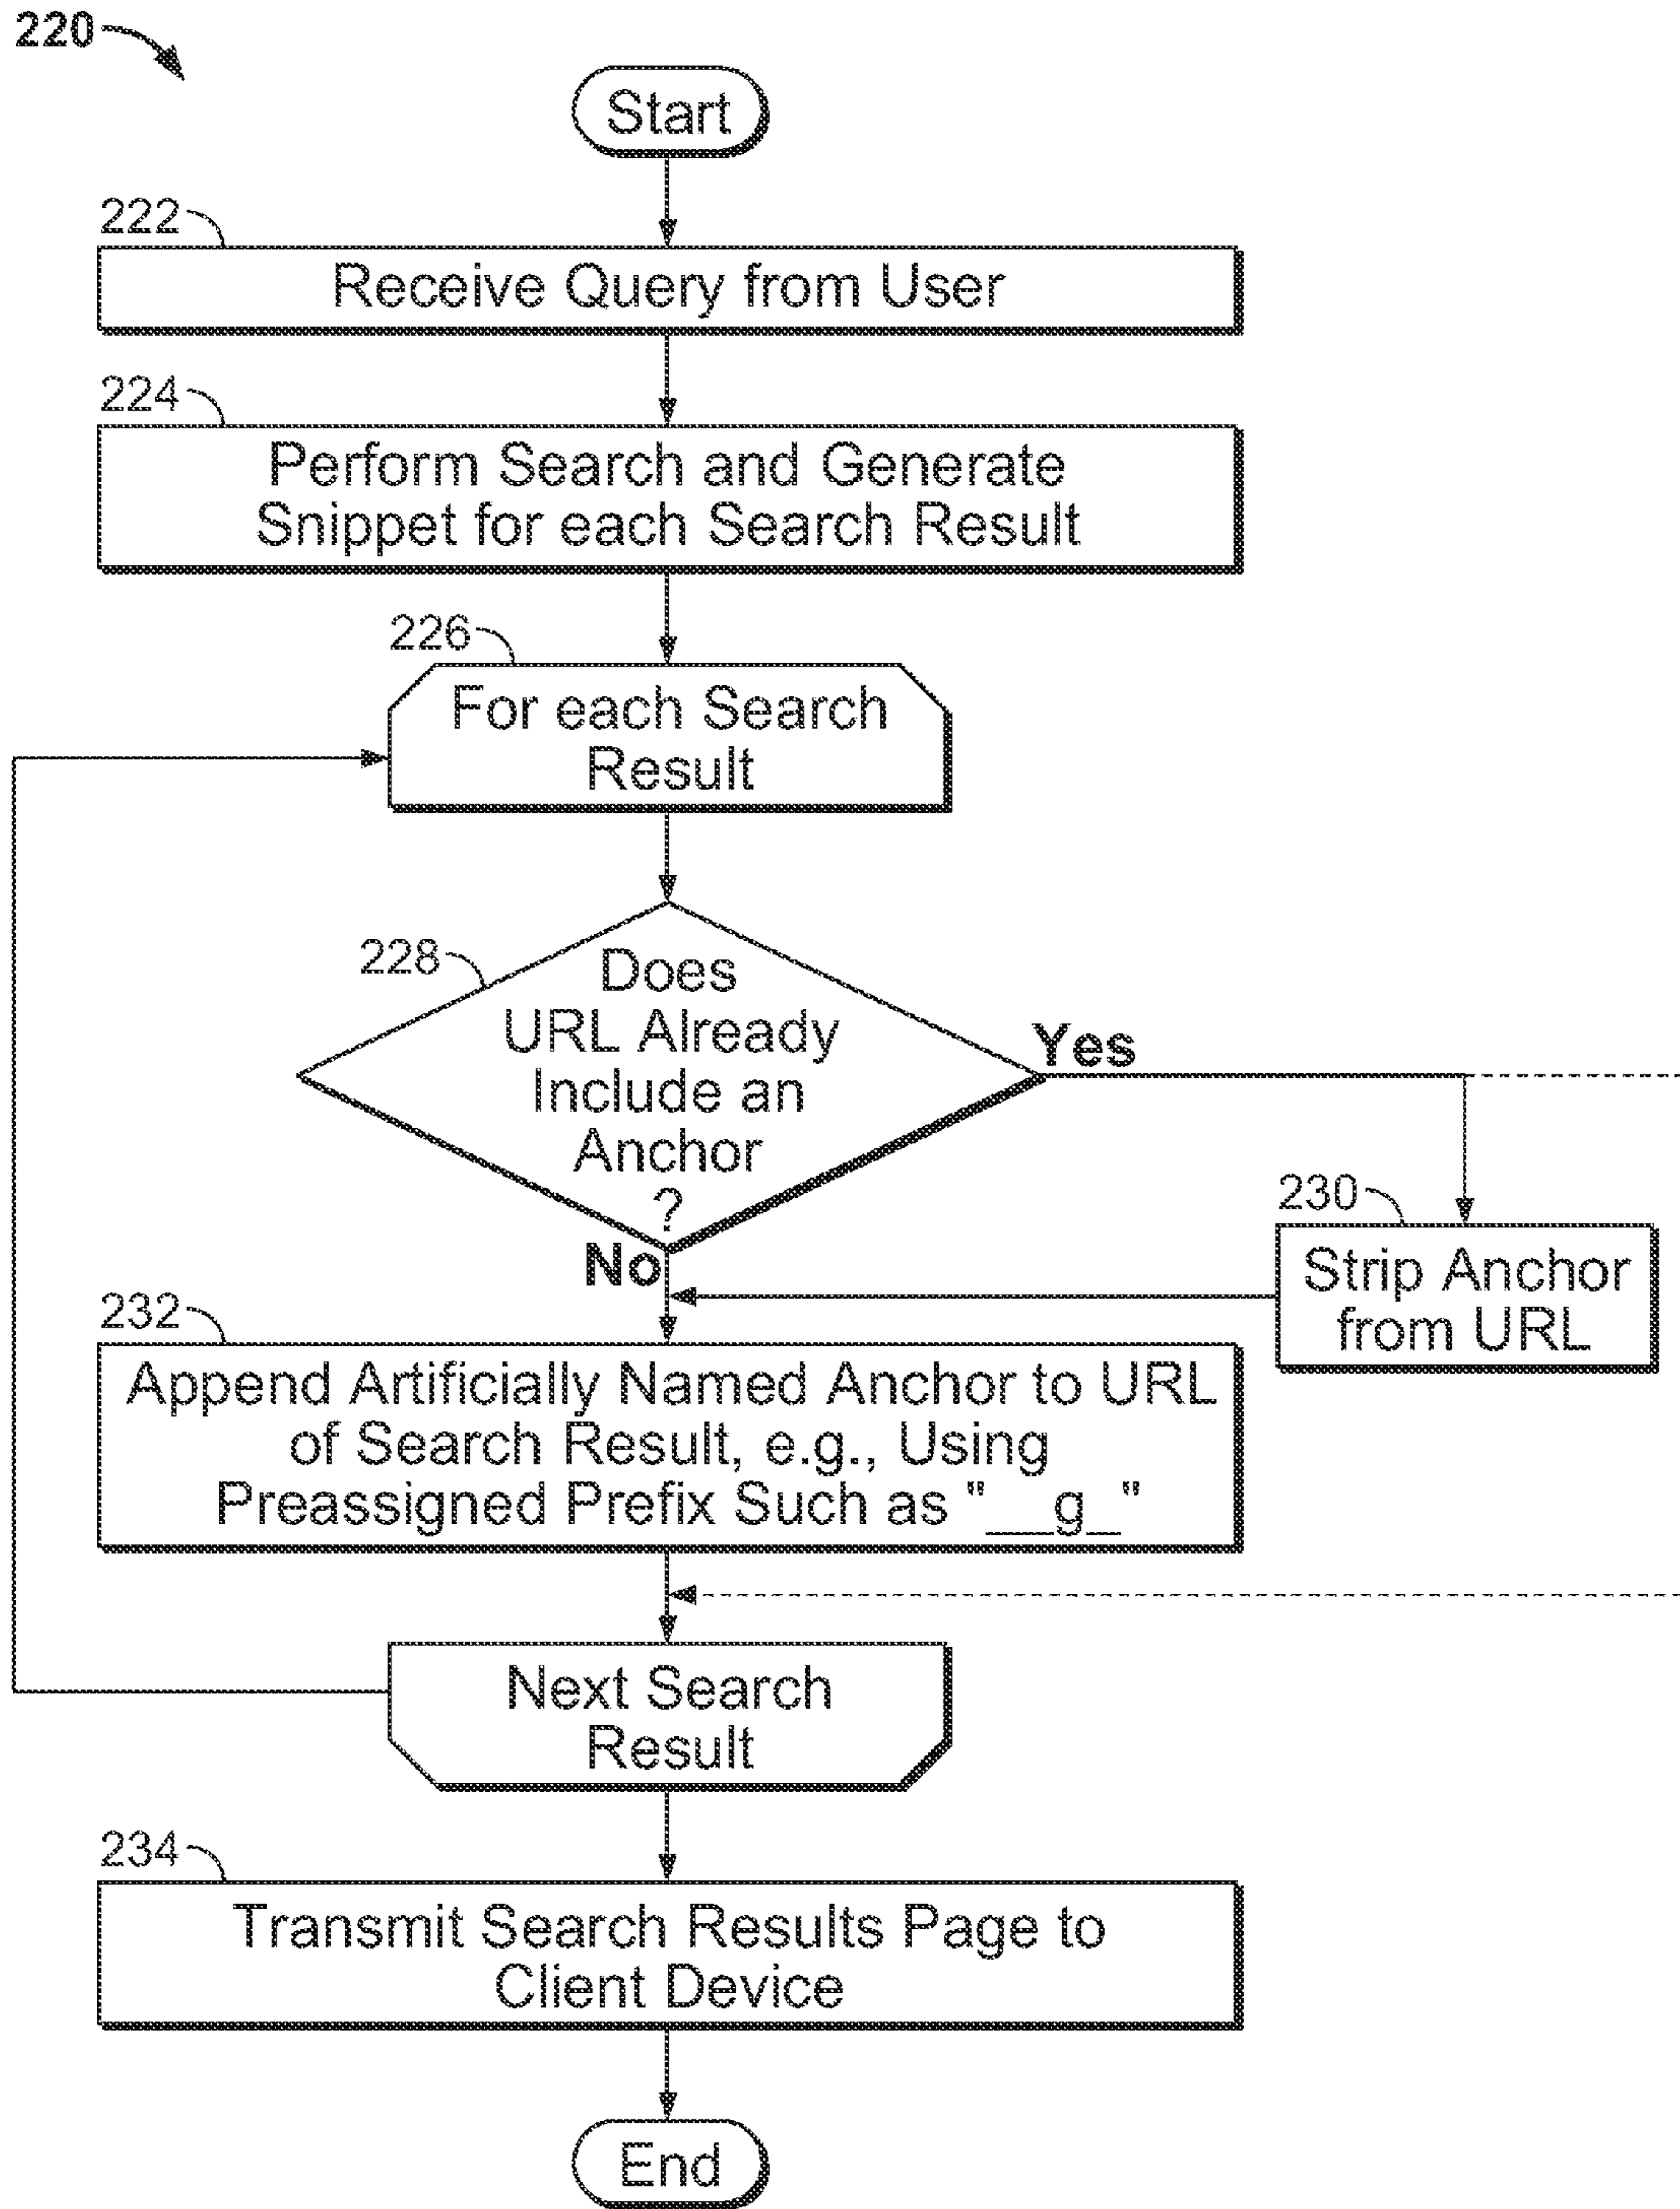 220
Start
222
Receive Query from User
224
Perform Search and Generate
Snippet for each Search Result
226
For each Search
Result
228
Does
URL Already
Include an
Anchor
?
Yes
No
230
Strip Anchor
from URL
232
Append Artificially Named Anchor to URL
of Search Result, e.g., Using
Preassigned Prefix Such as "__g_"
Next Search
Result
234
Transmit Search Results Page to
Client Device
End